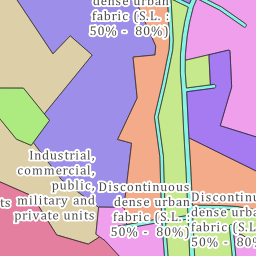 dense urban
fabric (S.L. :
50% -  80%)
Industrial,
commercial,
public,
military and
private units
ts
Discontinuous
dense urban
fabric (S.L. :
50% -  80%)
Discontinuous
dense urban
fabric (S.L. :
50% -  80%)